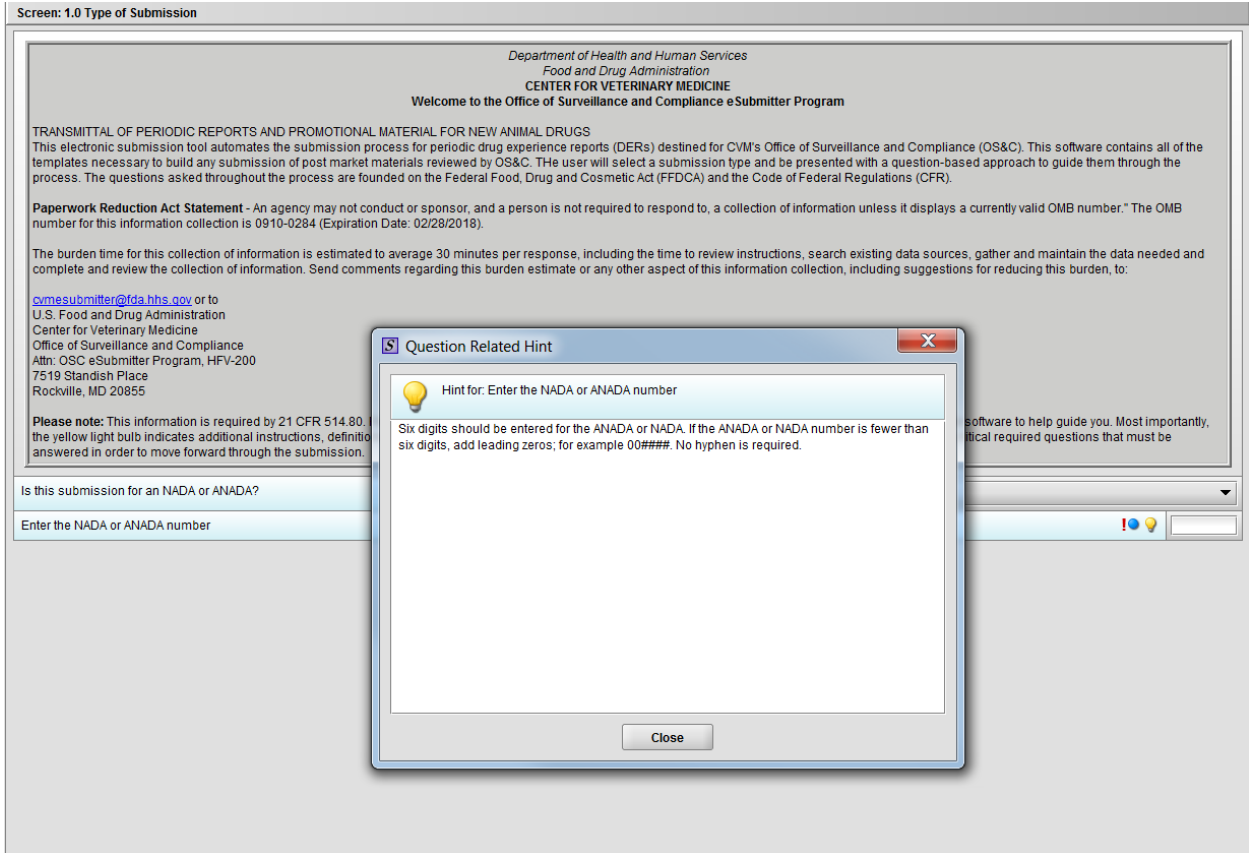 Screen: 1.0 Type of Submission
Department of Health and Human Services
Food and Drug Administration
CENTER FOR VETERINARY MEDICINE
Welcome to the Office of Surveillance and Compliance eSubmitter Program
TRANSMITTAL OF PERIODIC REPORTS AND PROMOTIONAL MATERIAL FOR NEW ANIMAL DRUGS
This electronic submission tool automates the submission process for periodic drug experience reports (DERs) destined for CVM's Office of Surveillance and Compliance (OS&C). This software contains all of the
templates necessary to build any submission of post market materials reviewed by OS&C. THe user will select a submission type and be presented with a question-based approach to guide them through the
process. The questions asked throughout the process are founded on the Federal Food, Drug and Cosmetic Act (FFDCA) and the Code of Federal Regulations (CFR).
Paperwork Reduction Act Statement - An agency may not conduct or sponsor, and a person is not required to respond to, a collection of information unless it displays a currently valid OMB number." The OMB
number for this information collection is 0910-0284 (Expiration Date: 02/28/2018).
The burden time for this collection of information is estimated to average 30 minutes per response, including the time to review instructions, search existing data sources, gather and maintain the data needed and
complete and review the collection of information. Send comments regarding this burden estimate or any other aspect of this information collection, including suggestions for reducing this burden, to:
cvmesubmitter@fda.hhs.gov or to
U.S. Food and Drug Administration
Center for Veterinary Medicine
Office of Surveillance and Compliance
Attn: OSC eSubmitter Program, HFV-200
7519 Standish Place
Rockville, MD 20855
Please note: This information is required by 21 CFR 514.80. software to help guide you. Most importantly,
the yellow light bulb indicates additional instructions, required questions that must be
answered in order to move forward through the submission.
Is this submission for an NADA or ANADA?
Enter the NADA or ANADA number
S Question Related Hint
Hint for: Enter the NADA or ANADA number
Six digits should be entered for the ANADA or NADA. If the ANADA or NADA number is fewer than
six digits, add leading zeros; for example 00####. No hyphen is required.
Close